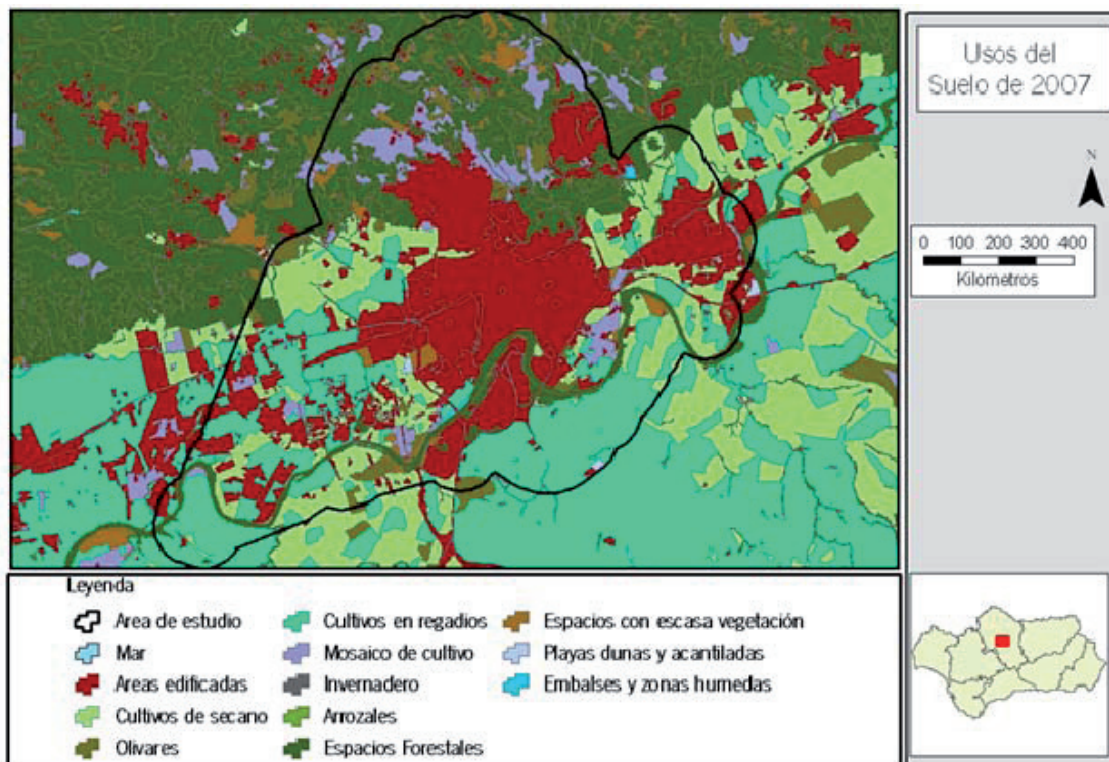 Usos del
Suelo de 2007
N
0 100 200 300 400
Kilometros
Leyenda
Area de estudio
Mar
Areas edificadas
Cultivos de secano
Olivares
Cultivos en regadios
Mosaico de cultivo
Invernadero
Arrozales
Espacios Forestales
Espacios con escasa vegetación
Playas dunas y acantiladas
Embalses y zonas humedas